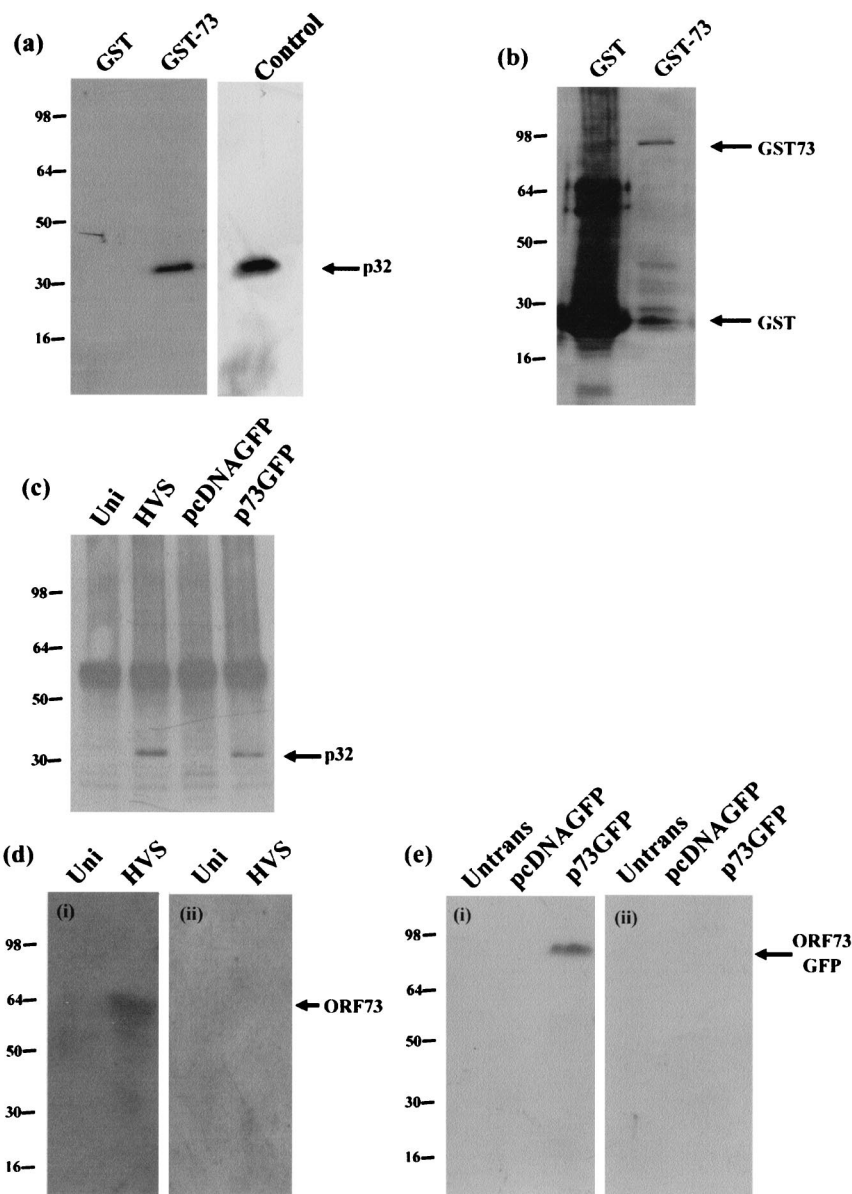 (a)
GST
GST-73
Control
98
64
50
30
16
p32
(b)
GST
GST-73
98
64
50
30
16
GST73
GST
(c)
Uni
HVS
pcDNAGFP
p73GFP
98
64
50
30
p32
(d)
Uni
HVS
Uni
HVS
(i)
(ii)
98
64
50
30
16
ORF73
(e)
Untrans
pcDNAGFP
p73GFP
Untrans
pcDNAGFP
p73GFP
(i)
(ii)
98
64
50
30
16
ORF73
GFP